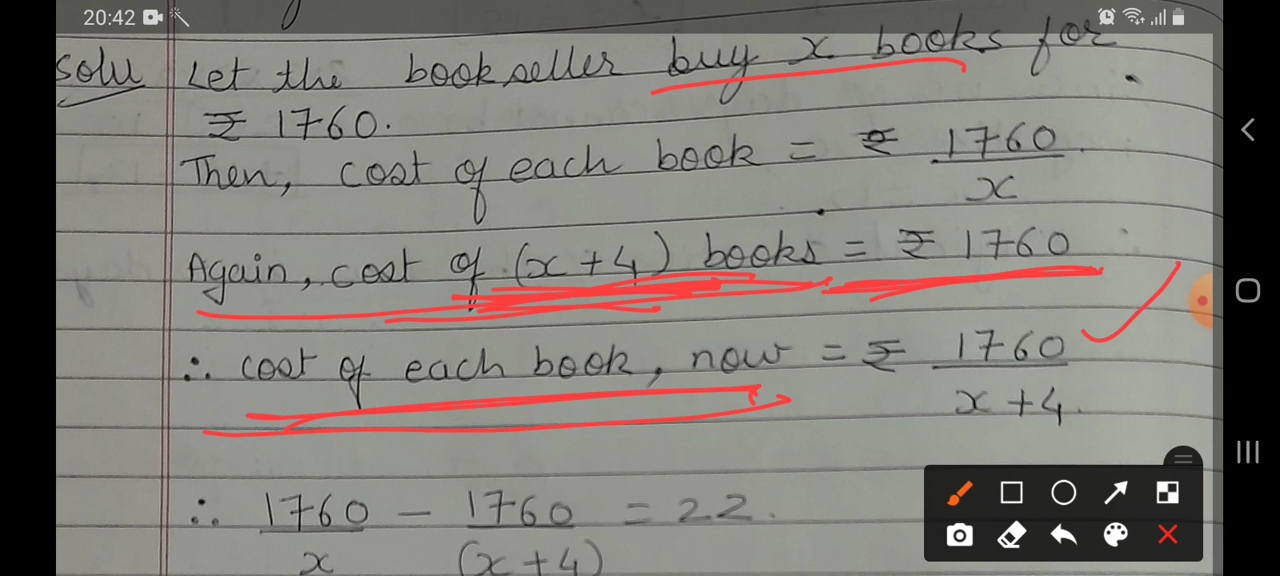 20:42
Solu Let the bookseller buy x books for
₹ 1760.
Then, cost of each book = ₹ 1760/x
Again, cost of (x+4) books = ₹ 1760
∴ cost of each book, now = ₹ 1760/x+4.
∴ 1760/x - 1760/(x+4) = 22.